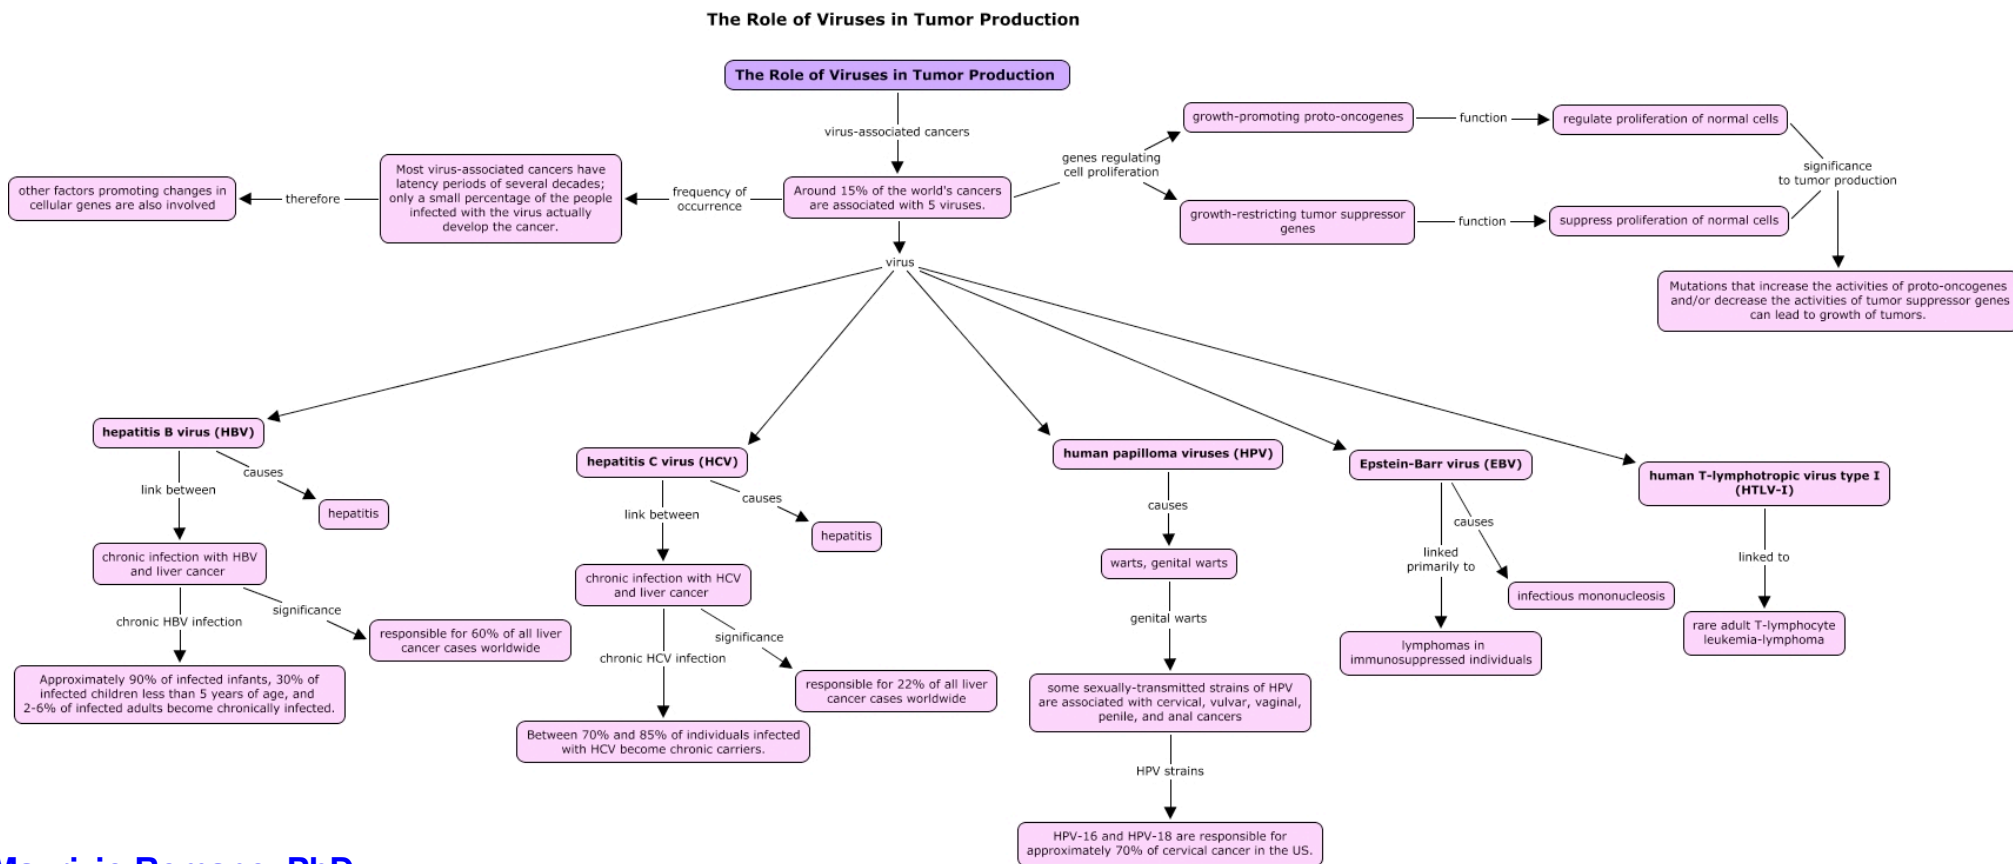 The Role of Viruses in Tumor Production
The Role of Viruses in Tumor Production
virus-associated cancers
Around 15% of the world's cancers
are associated with 5 viruses.
frequency of
occurrence
Most virus-associated cancers have
latency periods of several decades;
only a small percentage of the people
infected with the virus actually
develop the cancer.
therefore
other factors promoting changes in
cellular genes are also involved
genes regulating
cell proliferation
growth-promoting proto-oncogenes
function
regulate proliferation of normal cells
growth-restricting tumor suppressor
genes
function
suppress proliferation of normal cells
significance
to tumor production
Mutations that increase the activities of proto-oncogenes
and/or decrease the activities of tumor suppressor genes
can lead to growth of tumors.
virus
hepatitis B virus (HBV)
causes
hepatitis
link between
chronic infection with HBV
and liver cancer
significance
responsible for 60% of all liver
cancer cases worldwide
chronic HBV infection
Approximately 90% of infected infants, 30% of
infected children less than 5 years of age, and
2-6% of infected adults become chronically infected.
hepatitis C virus (HCV)
causes
hepatitis
link between
chronic infection with HCV
and liver cancer
significance
responsible for 22% of all liver
cancer cases worldwide
chronic HCV infection
Between 70% and 85% of individuals infected
with HCV become chronic carriers.
human papilloma viruses (HPV)
causes
warts, genital warts
genital warts
some sexually-transmitted strains of HPV
are associated with cervical, vulvar, vaginal,
penile, and anal cancers
HPV strains
HPV-16 and HPV-18 are responsible for
approximately 70% of cervical cancer in the US.
Epstein-Barr virus (EBV)
causes
infectious mononucleosis
linked
primarily to
lymphomas in
immunosuppressed individuals
human T-lymphotropic virus type I
(HTLV-I)
linked to
rare adult T-lymphocyte
leukemia-lymphoma
PhD